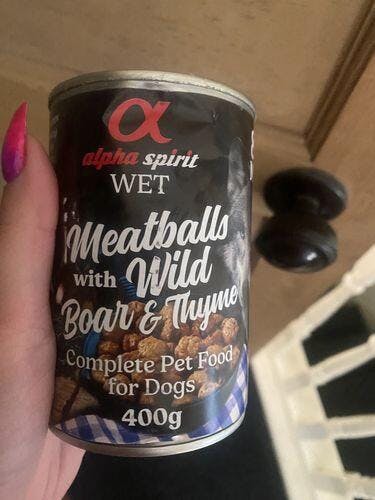 α
alpha spirit
WET
Meatballs
with Wild
Boar & Thyme
Complete Pet Food
for Dogs
400g